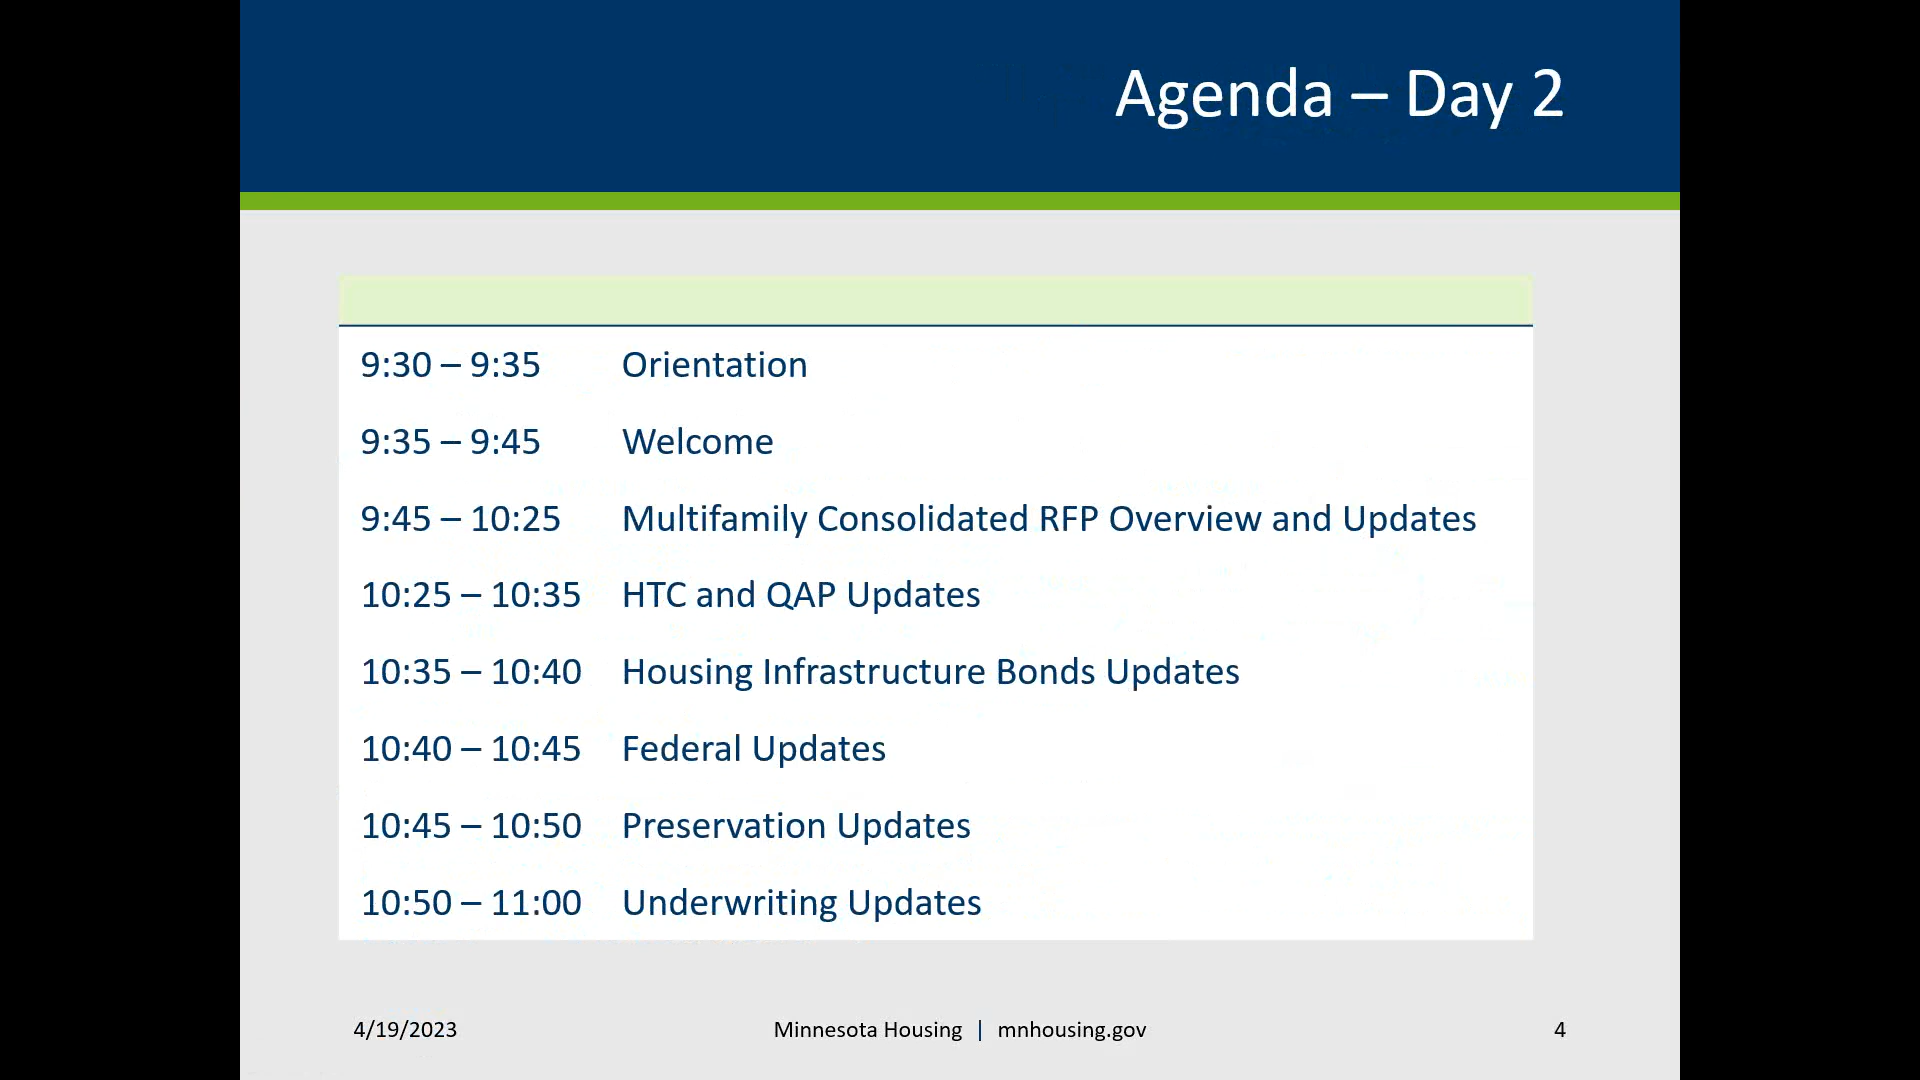 Agenda – Day 2
9:30 – 9:35 Orientation
9:35 – 9:45 Welcome
9:45 – 10:25 Multifamily Consolidated RFP Overview and Updates
10:25 – 10:35 HTC and QAP Updates
10:35 – 10:40 Housing Infrastructure Bonds Updates
10:40 – 10:45 Federal Updates
10:45 – 10:50 Preservation Updates
10:50 – 11:00 Underwriting Updates
4/19/2023 Minnesota Housing | mnhousing.gov 4